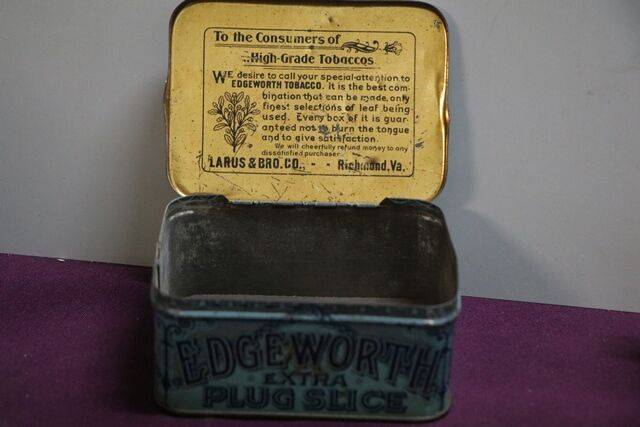 To the Consumers of
High-Grade Tobaccos
WE desire to call your special attention to
EDGEWORTH TOBACCO. It is the best com-
bination that can be made, only
finest selections of leaf being
used. Every box of it is guar-
anteed not to burn the tongue
and to give satisfaction.
We will cheerfully refund money to any
dissatisfied purchaser.
LARUS & BRO. CO., - - Richmond, Va.
EDGEWORTH
EXTRA
PLUG SLICE